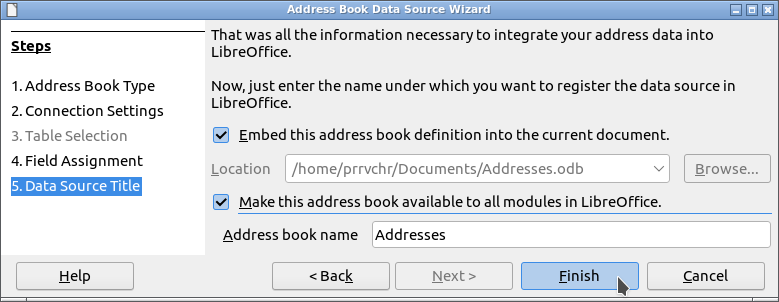 Address Book Data Source Wizard
Steps
1. Address Book Type
2. Connection Settings
3. Table Selection
4. Field Assignment
5. Data Source Title
That was all the information necessary to integrate your address data into
LibreOffice.
Now, just enter the name under which you want to register the data source in
LibreOffice.
Embed this address book definition into the current document.
Location
/home/prrvchr/Documents/Addresses.odb
Browse...
Make this address book available to all modules in LibreOffice.
Address book name
Addresses
Help
< Back
Next >
Finish
Cancel